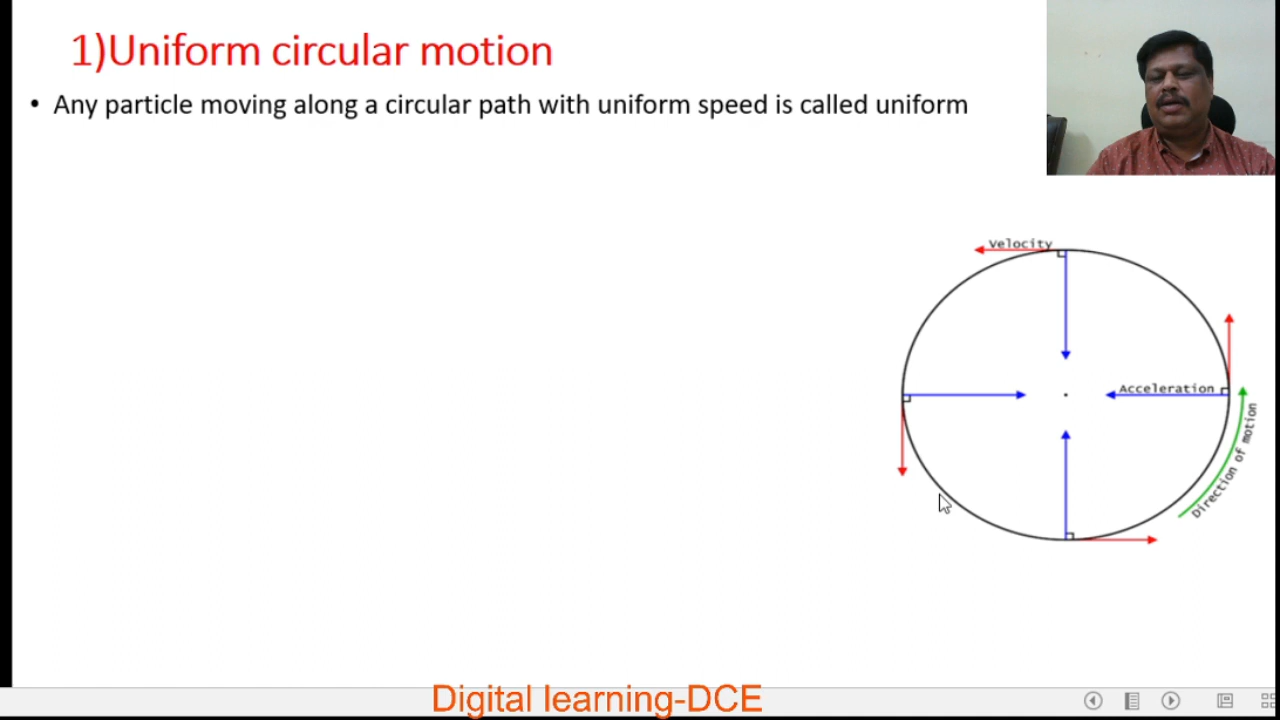 1)Uniform circular motion
• Any particle moving along a circular path with uniform speed is called uniform
Velocity
Acceleration
Direction of motion
Digital learning-DCE